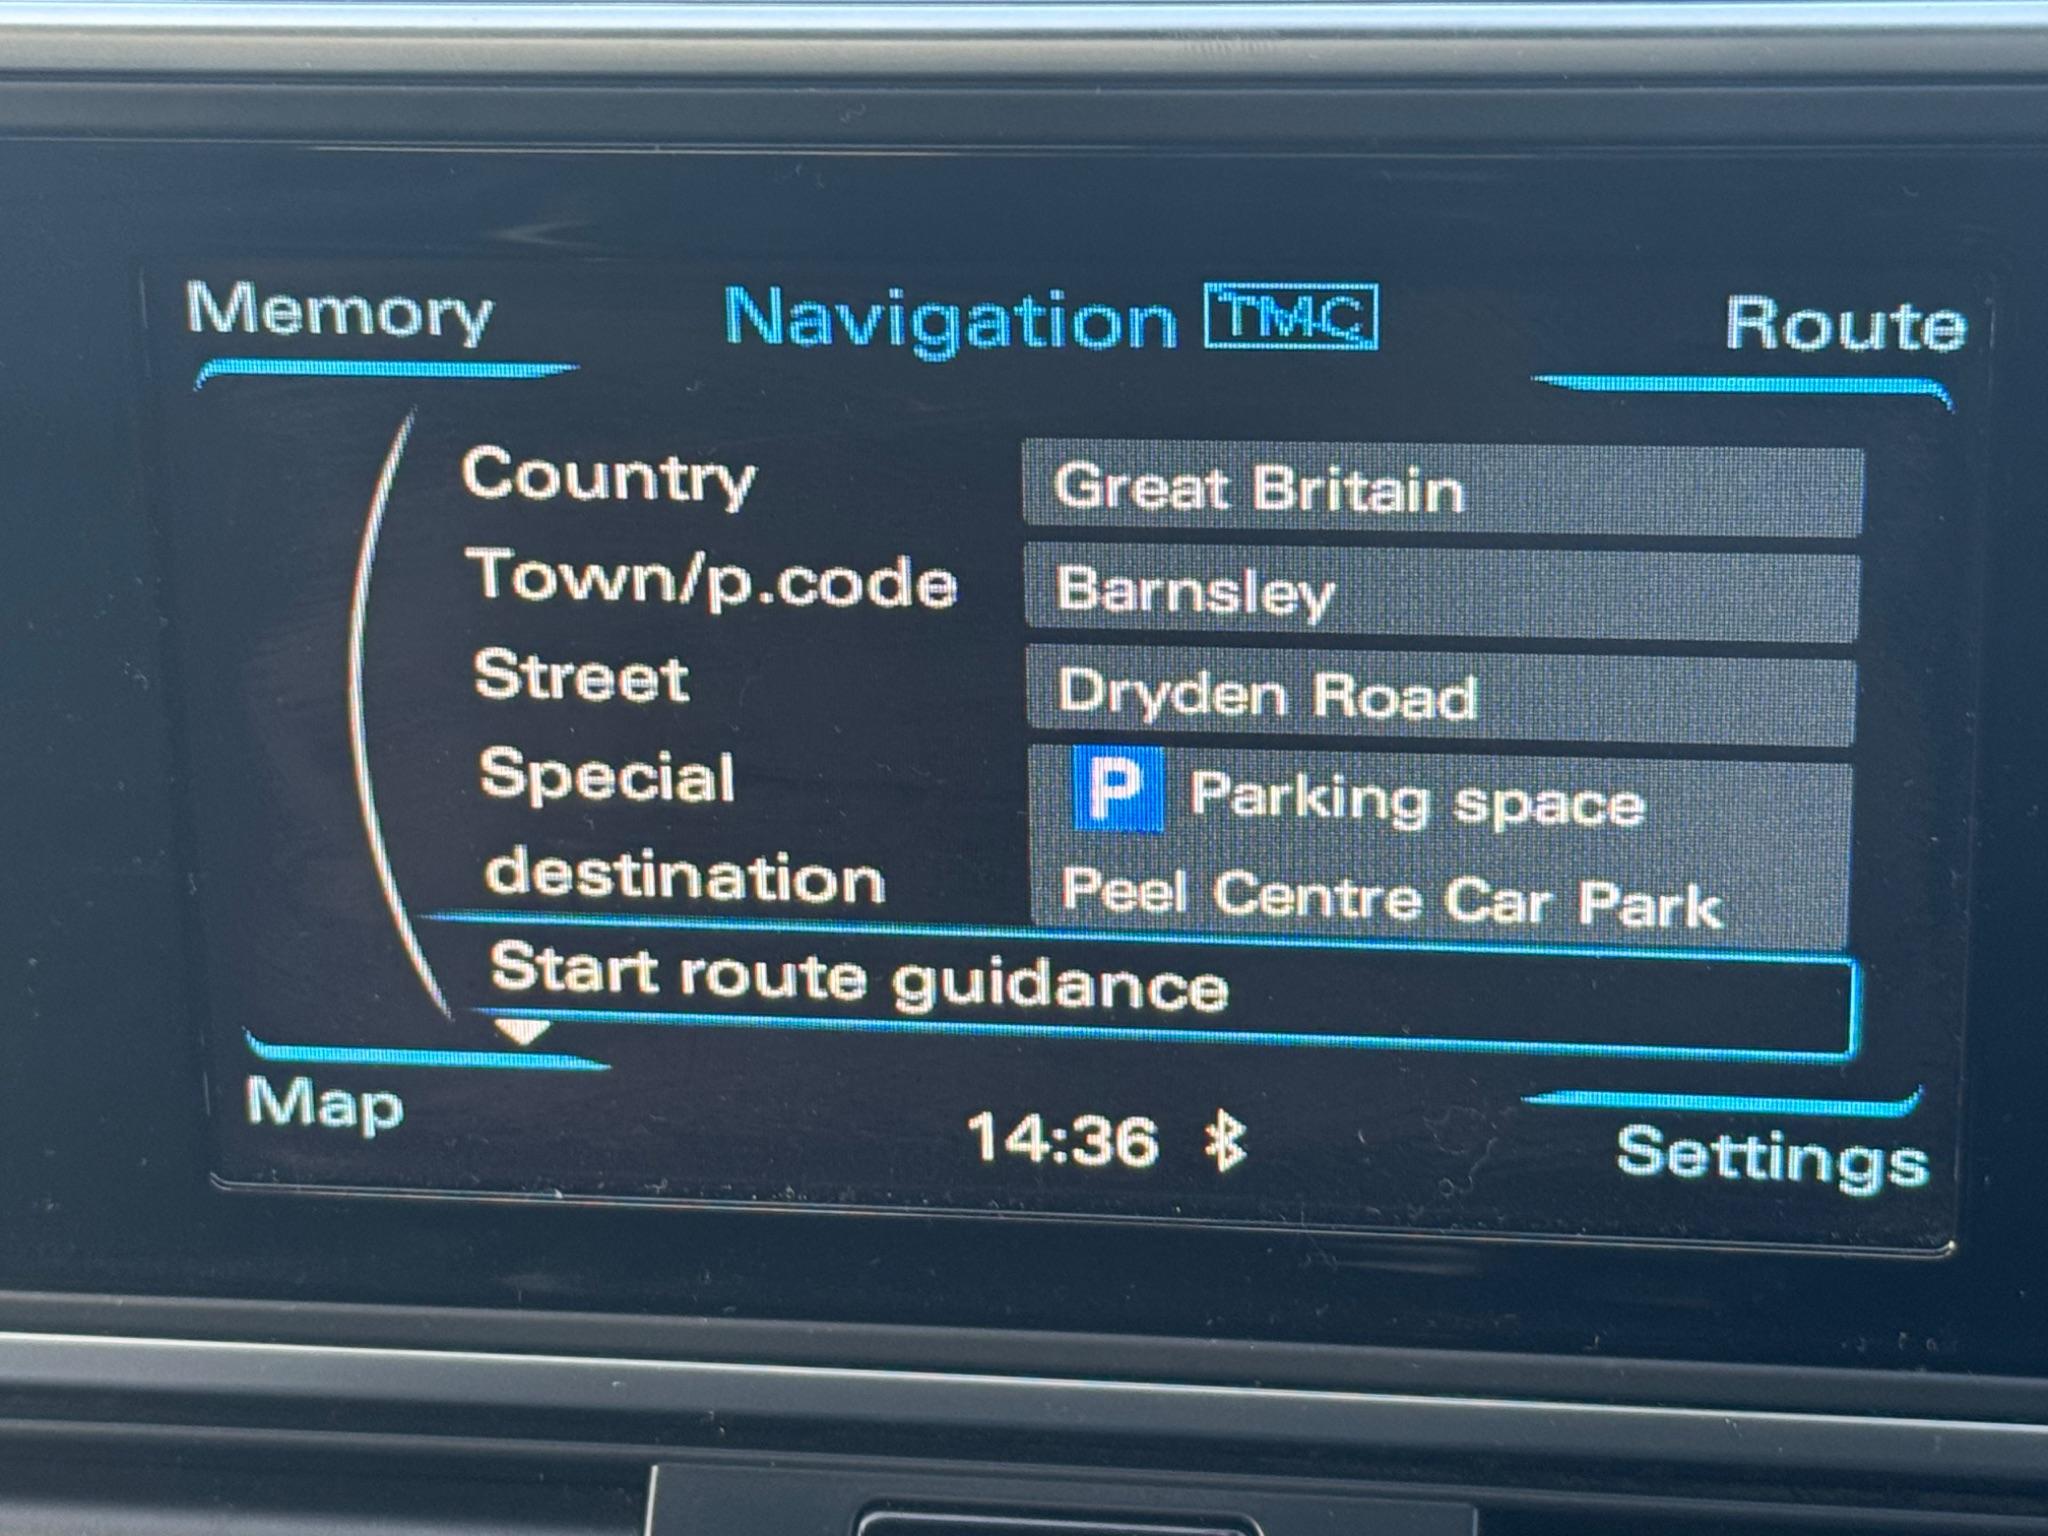 Memory Navigation TMC Route
Country Great Britain
Town/p.code Barnsley
Street Dryden Road
Special P Parking space
destination Peel Centre Car Park
Start route guidance
Map 14:36 Settings